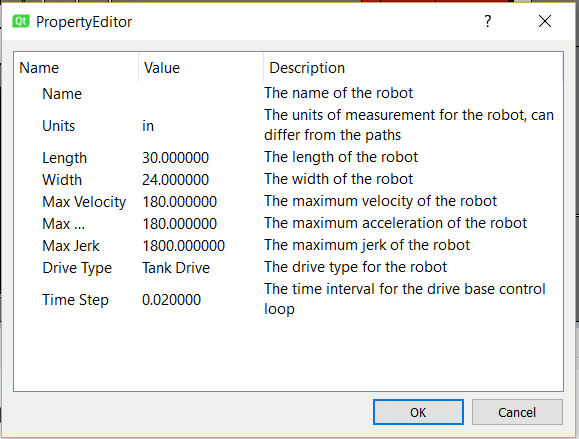 Qt PropertyEditor ?
Name Value Description
Name The name of the robot
Units in The units of measurement for the robot, can
differ from the paths
Length 30.000000 The length of the robot
Width 24.000000 The width of the robot
Max Velocity 180.000000 The maximum velocity of the robot
Max ... 180.000000 The maximum acceleration of the robot
Max Jerk 1800.000000 The maximum jerk of the robot
Drive Type Tank Drive The drive type for the robot
Time Step 0.020000 The time interval for the drive base control
loop
OK Cancel